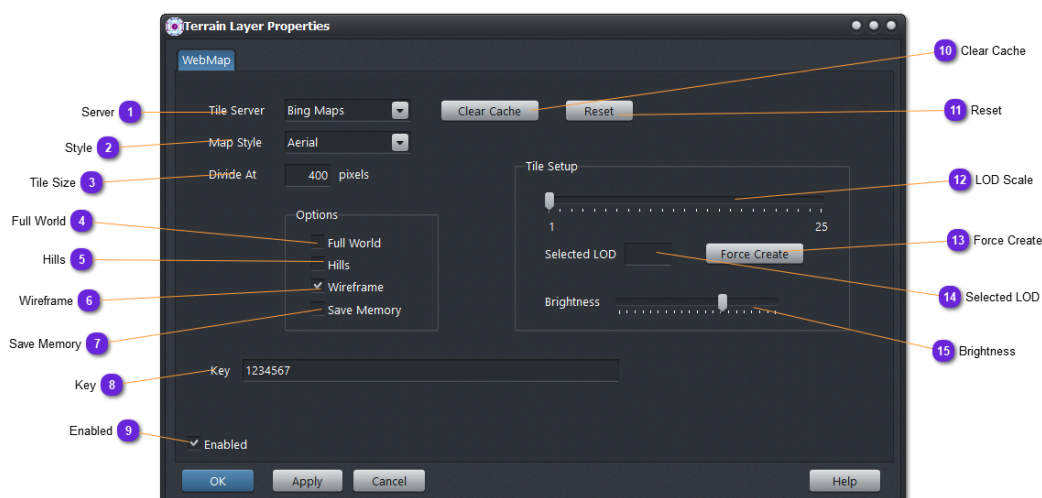 Terrain Layer Properties
WebMap
10 Clear Cache
Server 1
Tile Server Bing Maps
Clear Cache
Reset
11 Reset
Style 2
Map Style Aerial
Tile Size 3
Divide At 400 pixels
Tile Setup
12 LOD Scale
1 25
Full World 4
Options
Full World
Hills 5
Hills
Selected LOD
Force Create
13 Force Create
Wireframe 6
Wireframe
14 Selected LOD
Save Memory 7
Save Memory
Brightness
15 Brightness
Key 8
Key 1234567
Enabled 9
Enabled
OK Apply Cancel Help